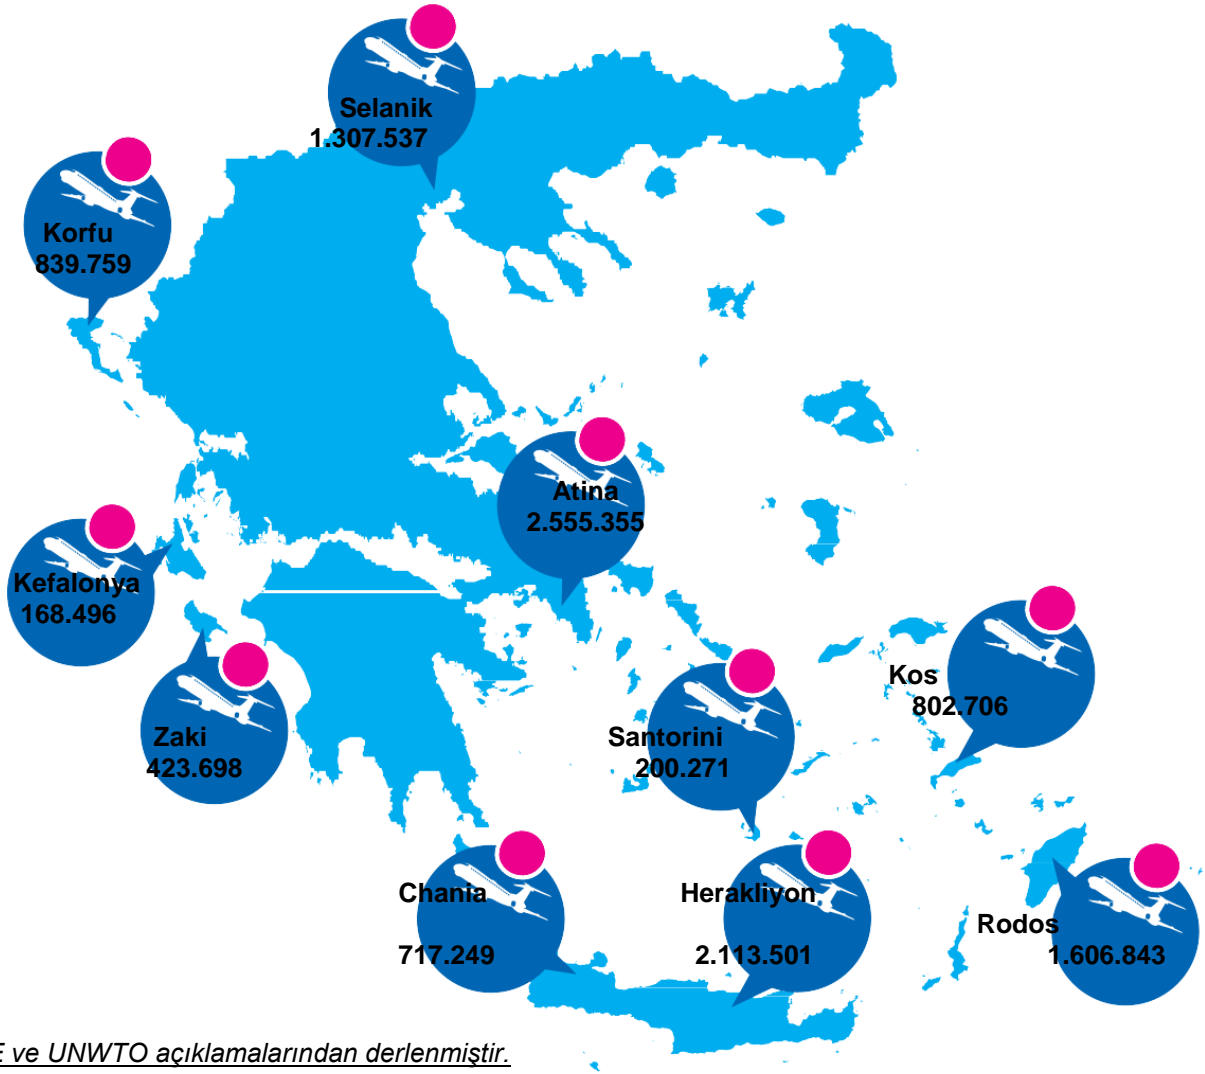 Selanik
1.307.537
Korfu
839.759
Atina
2.555.355
Kefalonya
168.496
Kos
802.706
Zaki
423.698
Santorini
200.271
Chania
717.249
Herakliyon
2.113.501
Rodos
1.606.843
ve UNWTO açıklamalarından derlenmiştir.